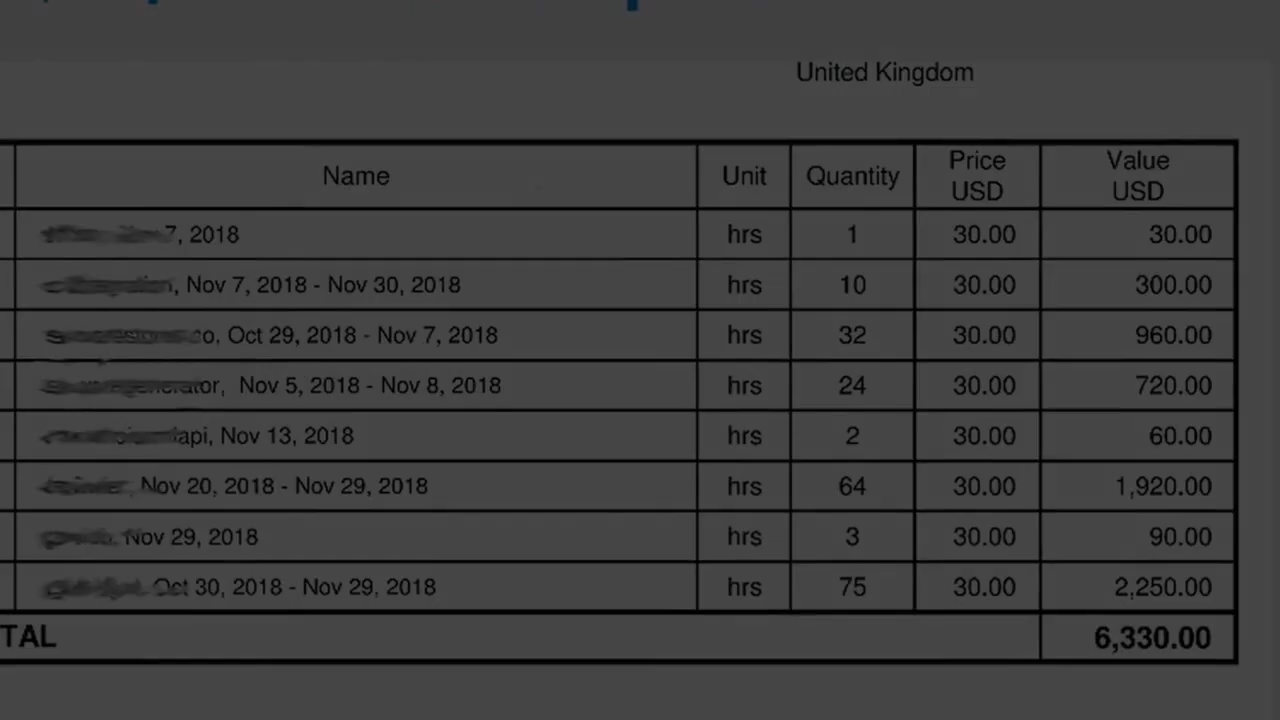 United Kingdom
Name Unit Quantity Price USD Value USD
7, 2018 hrs 1 30.00 30.00
, Nov 7, 2018 - Nov 30, 2018 hrs 10 30.00 300.00
co, Oct 29, 2018 - Nov 7, 2018 hrs 32 30.00 960.00
Nov 5, 2018 - Nov 8, 2018 hrs 24 30.00 720.00
api, Nov 13, 2018 hrs 2 30.00 60.00
Nov 20, 2018 - Nov 29, 2018 hrs 64 30.00 1,920.00
Nov 29, 2018 hrs 3 30.00 90.00
Oct 30, 2018 - Nov 29, 2018 hrs 75 30.00 2,250.00
TAL 6,330.00